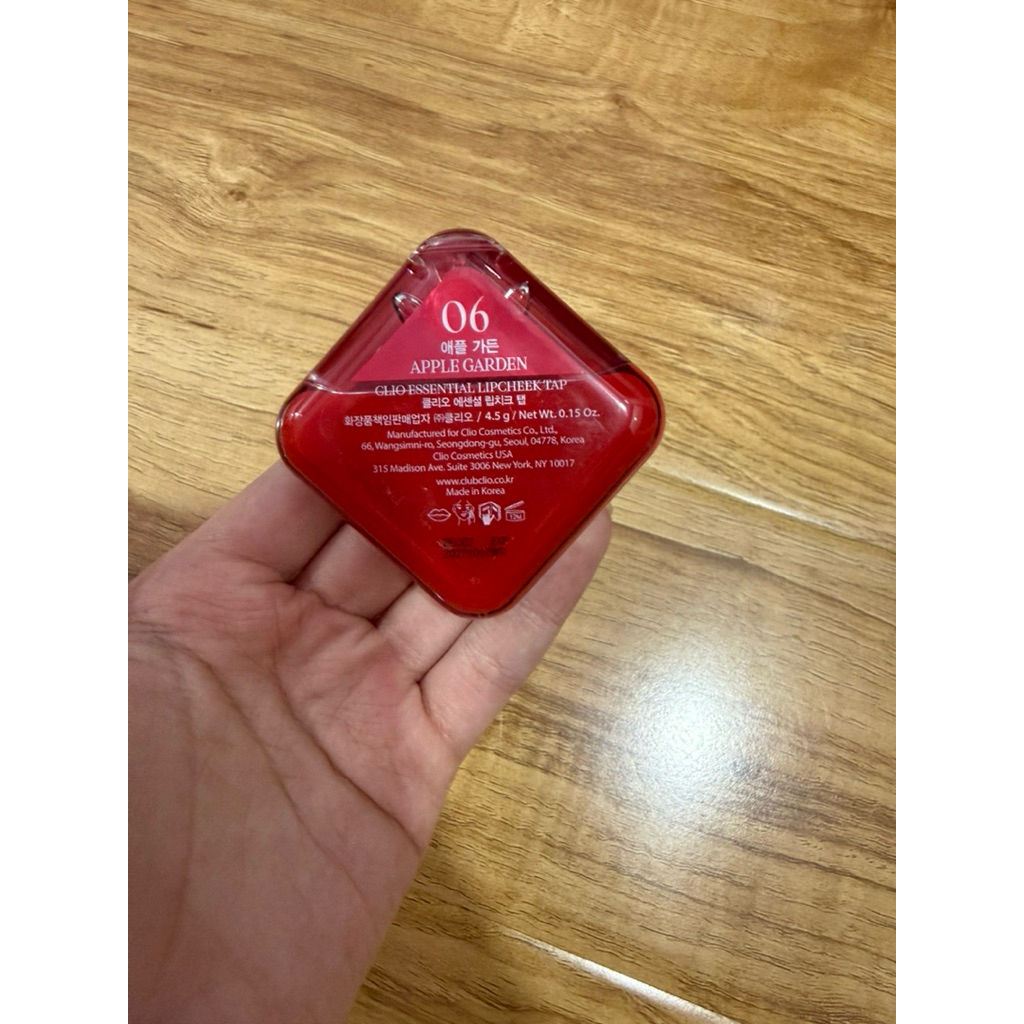 06
애플 가든
APPLE GARDEN
CLIO ESSENTIAL LIPCHEEK TAP
클리오 에센셜 립치크 탭
화장품책임판매업자 ㈜클리오 / 4.5 g / Net Wt. 0.15 Oz.
Manufactured for Clio Cosmetics Co., Ltd.,
66, Wangsimni-ro, Seongdong-gu, Seoul, 04778, Korea
Clio Cosmetics USA
315 Madison Ave. Suite 3006 New York, NY 10017
www.clubclio.co.kr
Made in Korea
12M